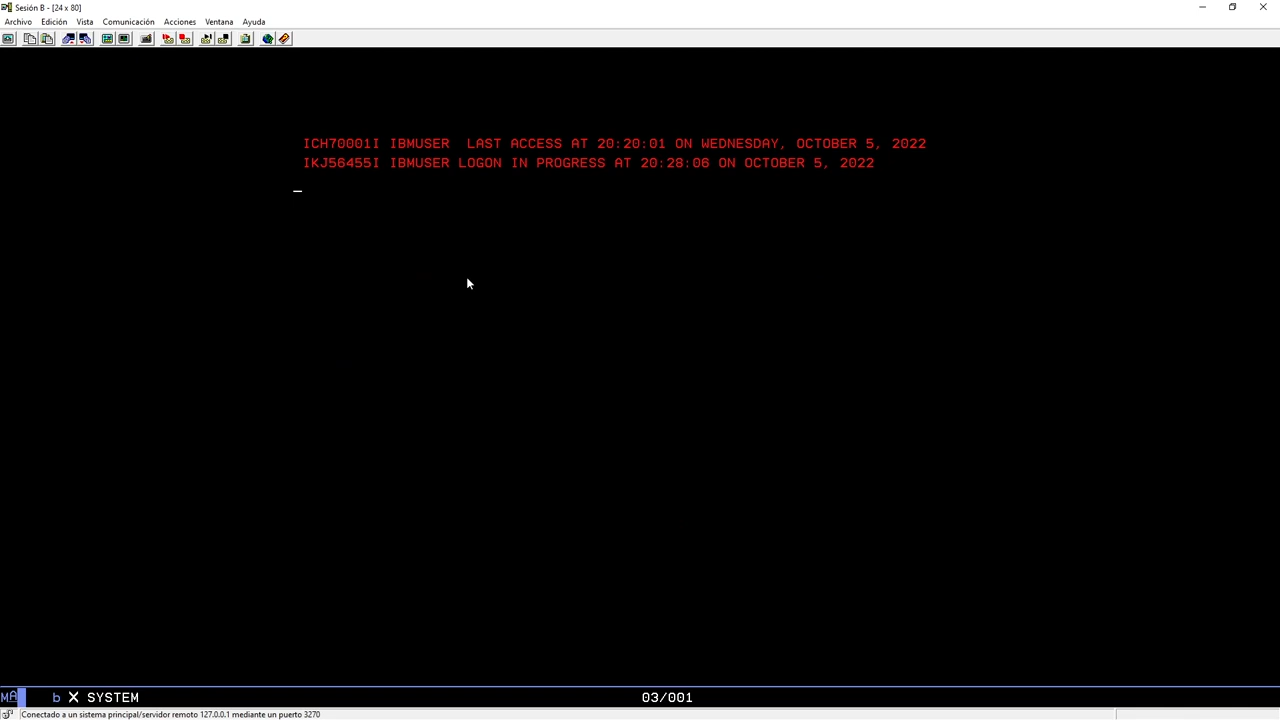 Sesión B - [24 x 80]
Archivo Edición Vista Comunicación Acciones Ventana Ayuda
ICH70001I IBMUSER  LAST ACCESS AT 20:20:01 ON WEDNESDAY, OCTOBER 5, 2022
IKJ56455I IBMUSER LOGON IN PROGRESS AT 20:28:06 ON OCTOBER 5, 2022
MA b X SYSTEM 03/001
Conectado a un sistema principal/servidor remoto 127.0.0.1 mediante un puerto 3270